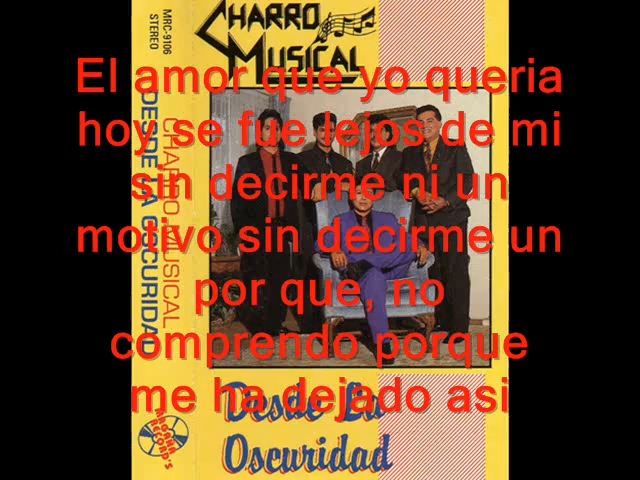 MRC-9106
STEREO
CHARRO MUSICAL
DESDE LA OSCURIDAD
CHARRO
MUSICAL
El amor que yo queria
hoy se fue lejos de mi
sin decirme ni un
motivo sin decirme un
por que, no
comprendo porque
me ha dejado asi
Desde La
Oscuridad
RECORD'S